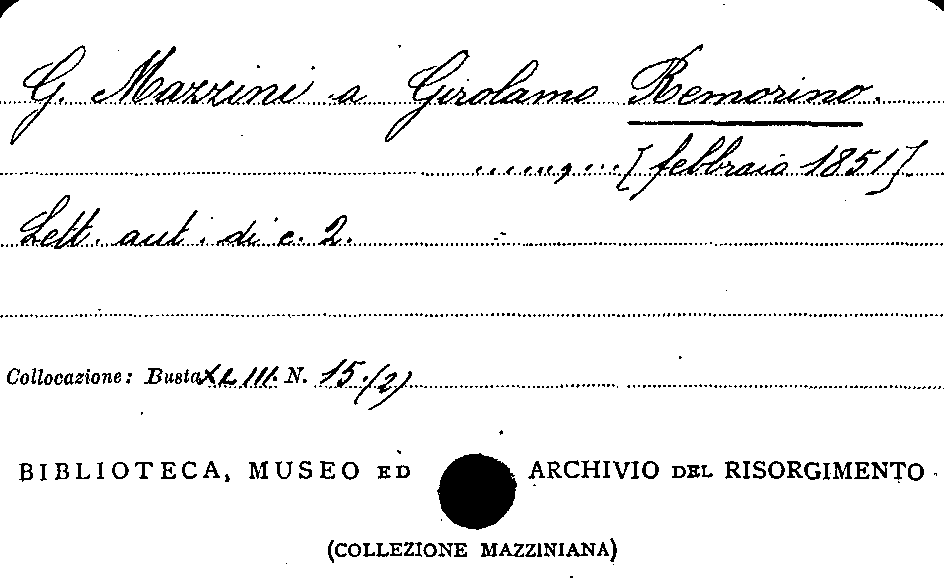 G. Mazzini a Girolamo Remorino.
......, ...[febbraio 1851].
Lett. aut. di c. 2.
Collocazione: Busta XLIII. N. 15.(2)
BIBLIOTECA, MUSEO ED ARCHIVIO DEL RISORGIMENTO
(COLLEZIONE MAZZINIANA)